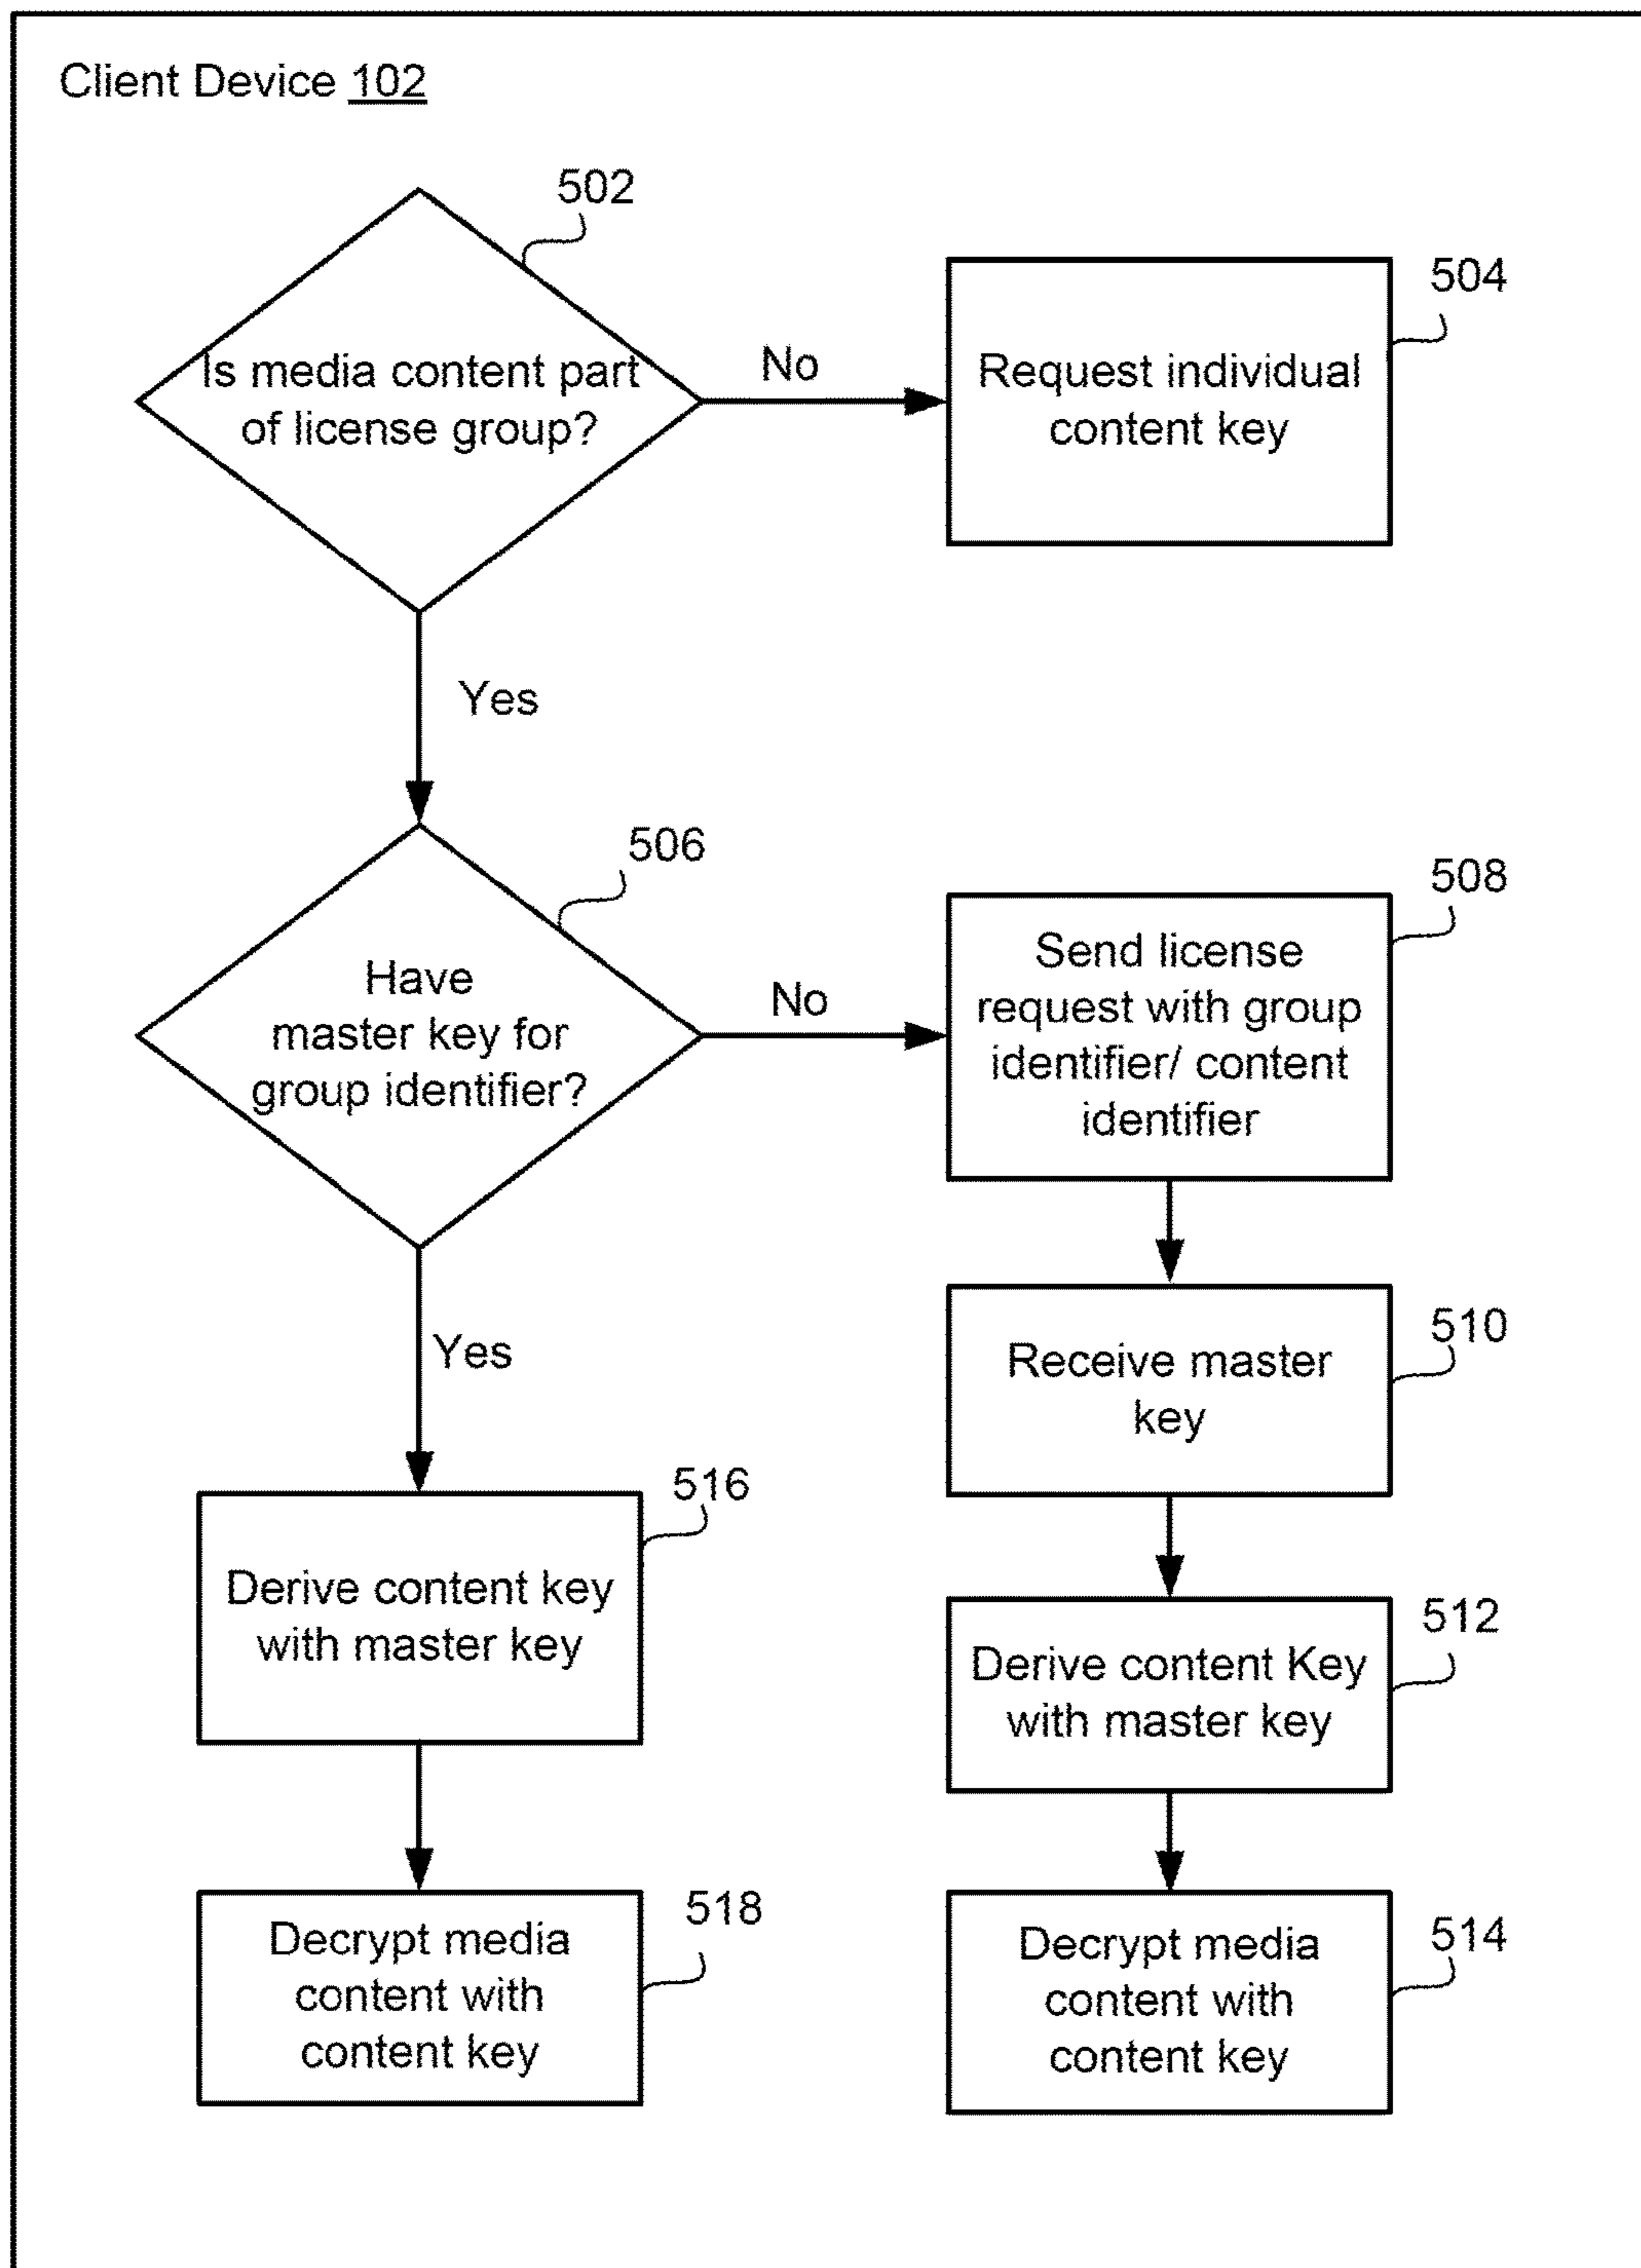 Client Device 102
502
Is media content part
of license group?
No
504
Request individual
content key
Yes
506
Have
master key for
group identifier?
No
508
Send license
request with group
identifier/ content
identifier
510
Receive master
key
Yes
516
Derive content key
with master key
512
Derive content Key
with master key
518
Decrypt media
content with
content key
514
Decrypt media
content with
content key